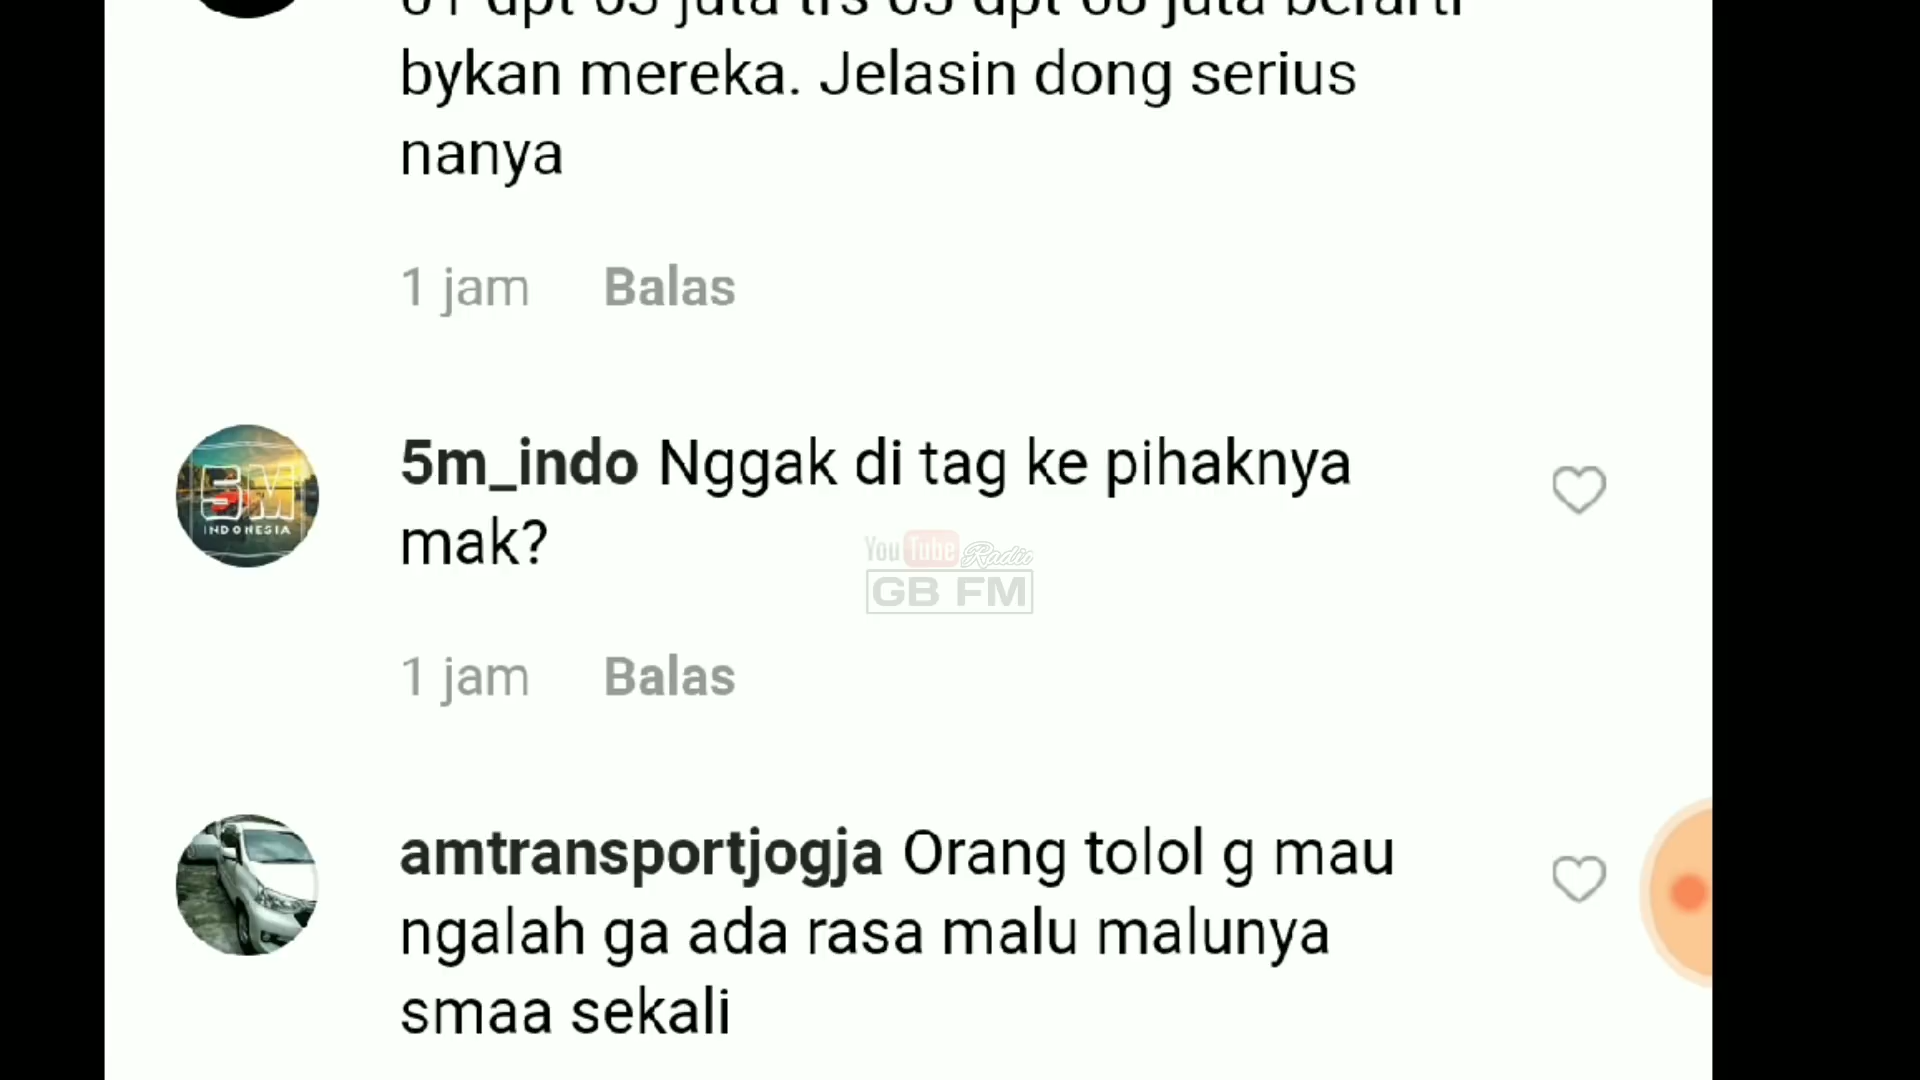 bykan mereka. Jelasin dong serius
nanya
1 jam Balas
5m_indo Nggak di tag ke pihaknya
mak?
5M
INDONESIA
YouTube Radio
GB FM
1 jam Balas
amtransportjogja Orang tolol g mau
ngalah ga ada rasa malu malunya
smaa sekali